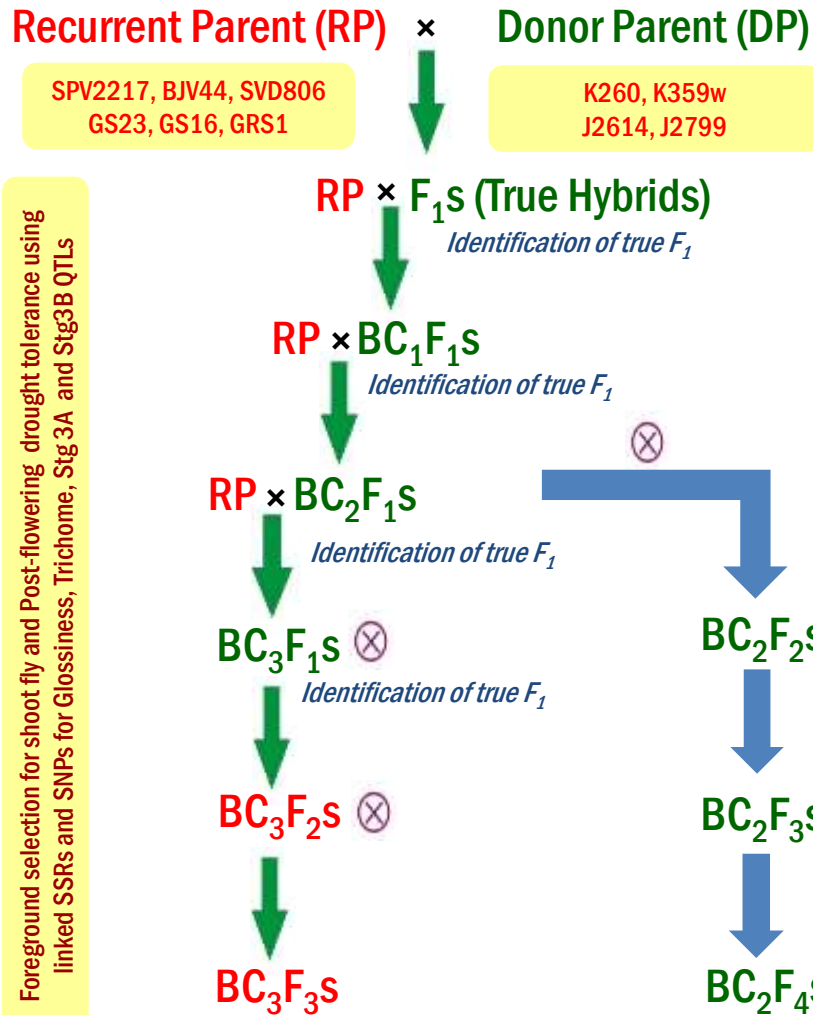 Recurrent Parent (RP) × Donor Parent (DP)
SPV2217, BJV44, SVD806
GS23, GS16, GRS1
K260, K359w
J2614, J2799
RP × F₁s (True Hybrids)
Identification of true F₁
RP × BC₁F₁s
Identification of true F₁
RP × BC₂F₁s
Identification of true F₁
BC₃F₁s
Identification of true F₁
BC₃F₂s
BC₃F₃s
BC₂F₂s
BC₂F₃s
BC₂F₄s
Foreground selection for shoot fly and Post-flowering drought tolerance using
linked SSRs and SNPs for Glossiness, Trichome, Stg 3A and Stg3B QTLs